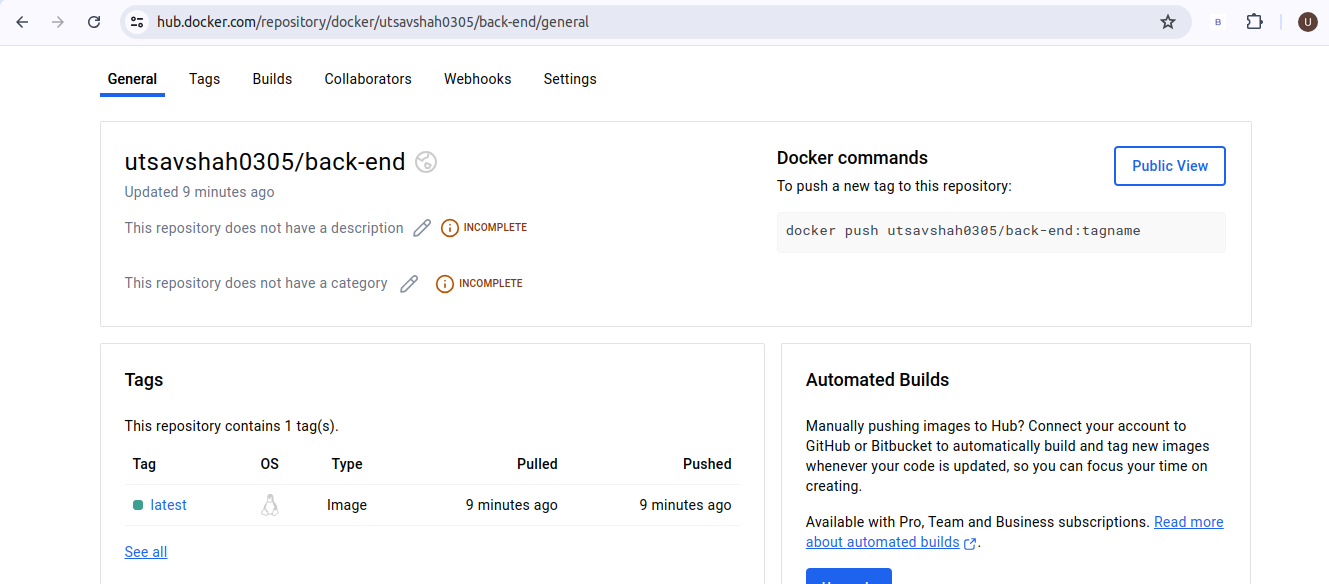 hub.docker.com/repository/docker/utsavshah0305/back-end/general
B
U
General Tags Builds Collaborators Webhooks Settings
utsavshah0305/back-end
Updated 9 minutes ago
This repository does not have a description INCOMPLETE
This repository does not have a category INCOMPLETE
Docker commands
Public View
To push a new tag to this repository:
docker push utsavshah0305/back-end:tagname
Tags
This repository contains 1 tag(s).
Tag OS Type Pulled Pushed
latest Image 9 minutes ago 9 minutes ago
See all
Automated Builds
Manually pushing images to Hub? Connect your account to
GitHub or Bitbucket to automatically build and tag new images
whenever your code is updated, so you can focus your time on
creating.
Available with Pro, Team and Business subscriptions. Read more
about automated builds .